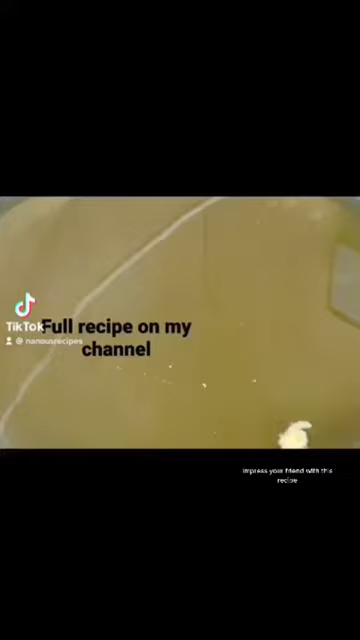 Full recipe on my
channel
TikTok
@ nanousrecipes
impress your friend with this
recipe